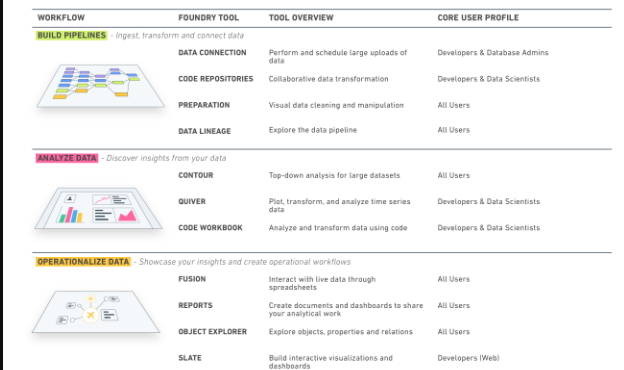 WORKFLOW FOUNDRY TOOL TOOL OVERVIEW CORE USER PROFILE
BUILD PIPELINES - Ingest, transform and connect data
DATA CONNECTION Perform and schedule large uploads of data Developers & Database Admins
CODE REPOSITORIES Collaborative data transformation Developers & Data Scientists
PREPARATION Visual data cleaning and manipulation All Users
DATA LINEAGE Explore the data pipeline All Users
ANALYZE DATA - Discover insights from your data
CONTOUR Top-down analysis for large datasets All Users
QUIVER Plot, transform, and analyze time series data Developers & Data Scientists
CODE WORKBOOK Analyze and transform data using code Developers & Data Scientists
OPERATIONALIZE DATA - Showcase your insights and create operational workflows
FUSION Interact with live data through spreadsheets All Users
REPORTS Create documents and dashboards to share your analytical work All Users
OBJECT EXPLORER Explore objects, properties and relations All Users
SLATE Build interactive visualizations and dashboards Developers (Web)